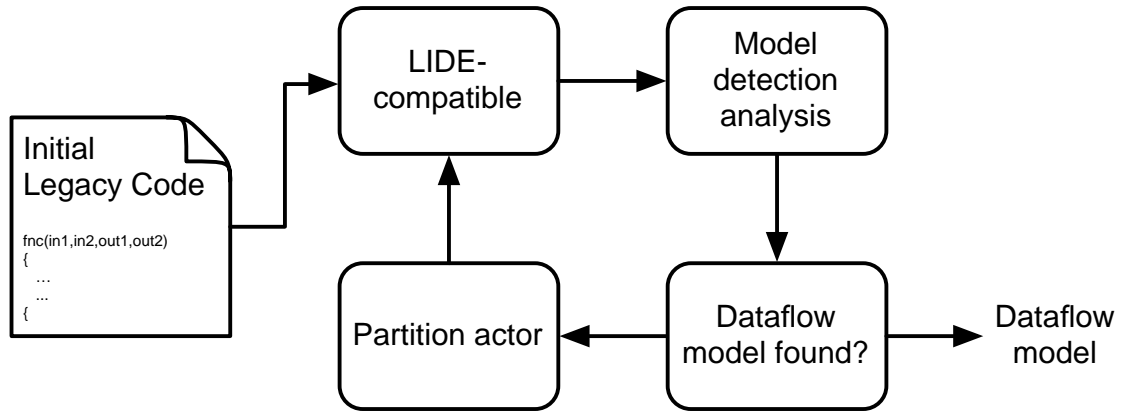 Initial
Legacy Code
fnc(in1,in2,out1,out2)
{
…
...
{
LIDE-
compatible
Model
detection
analysis
Partition actor
Dataflow
model found?
Dataflow
model